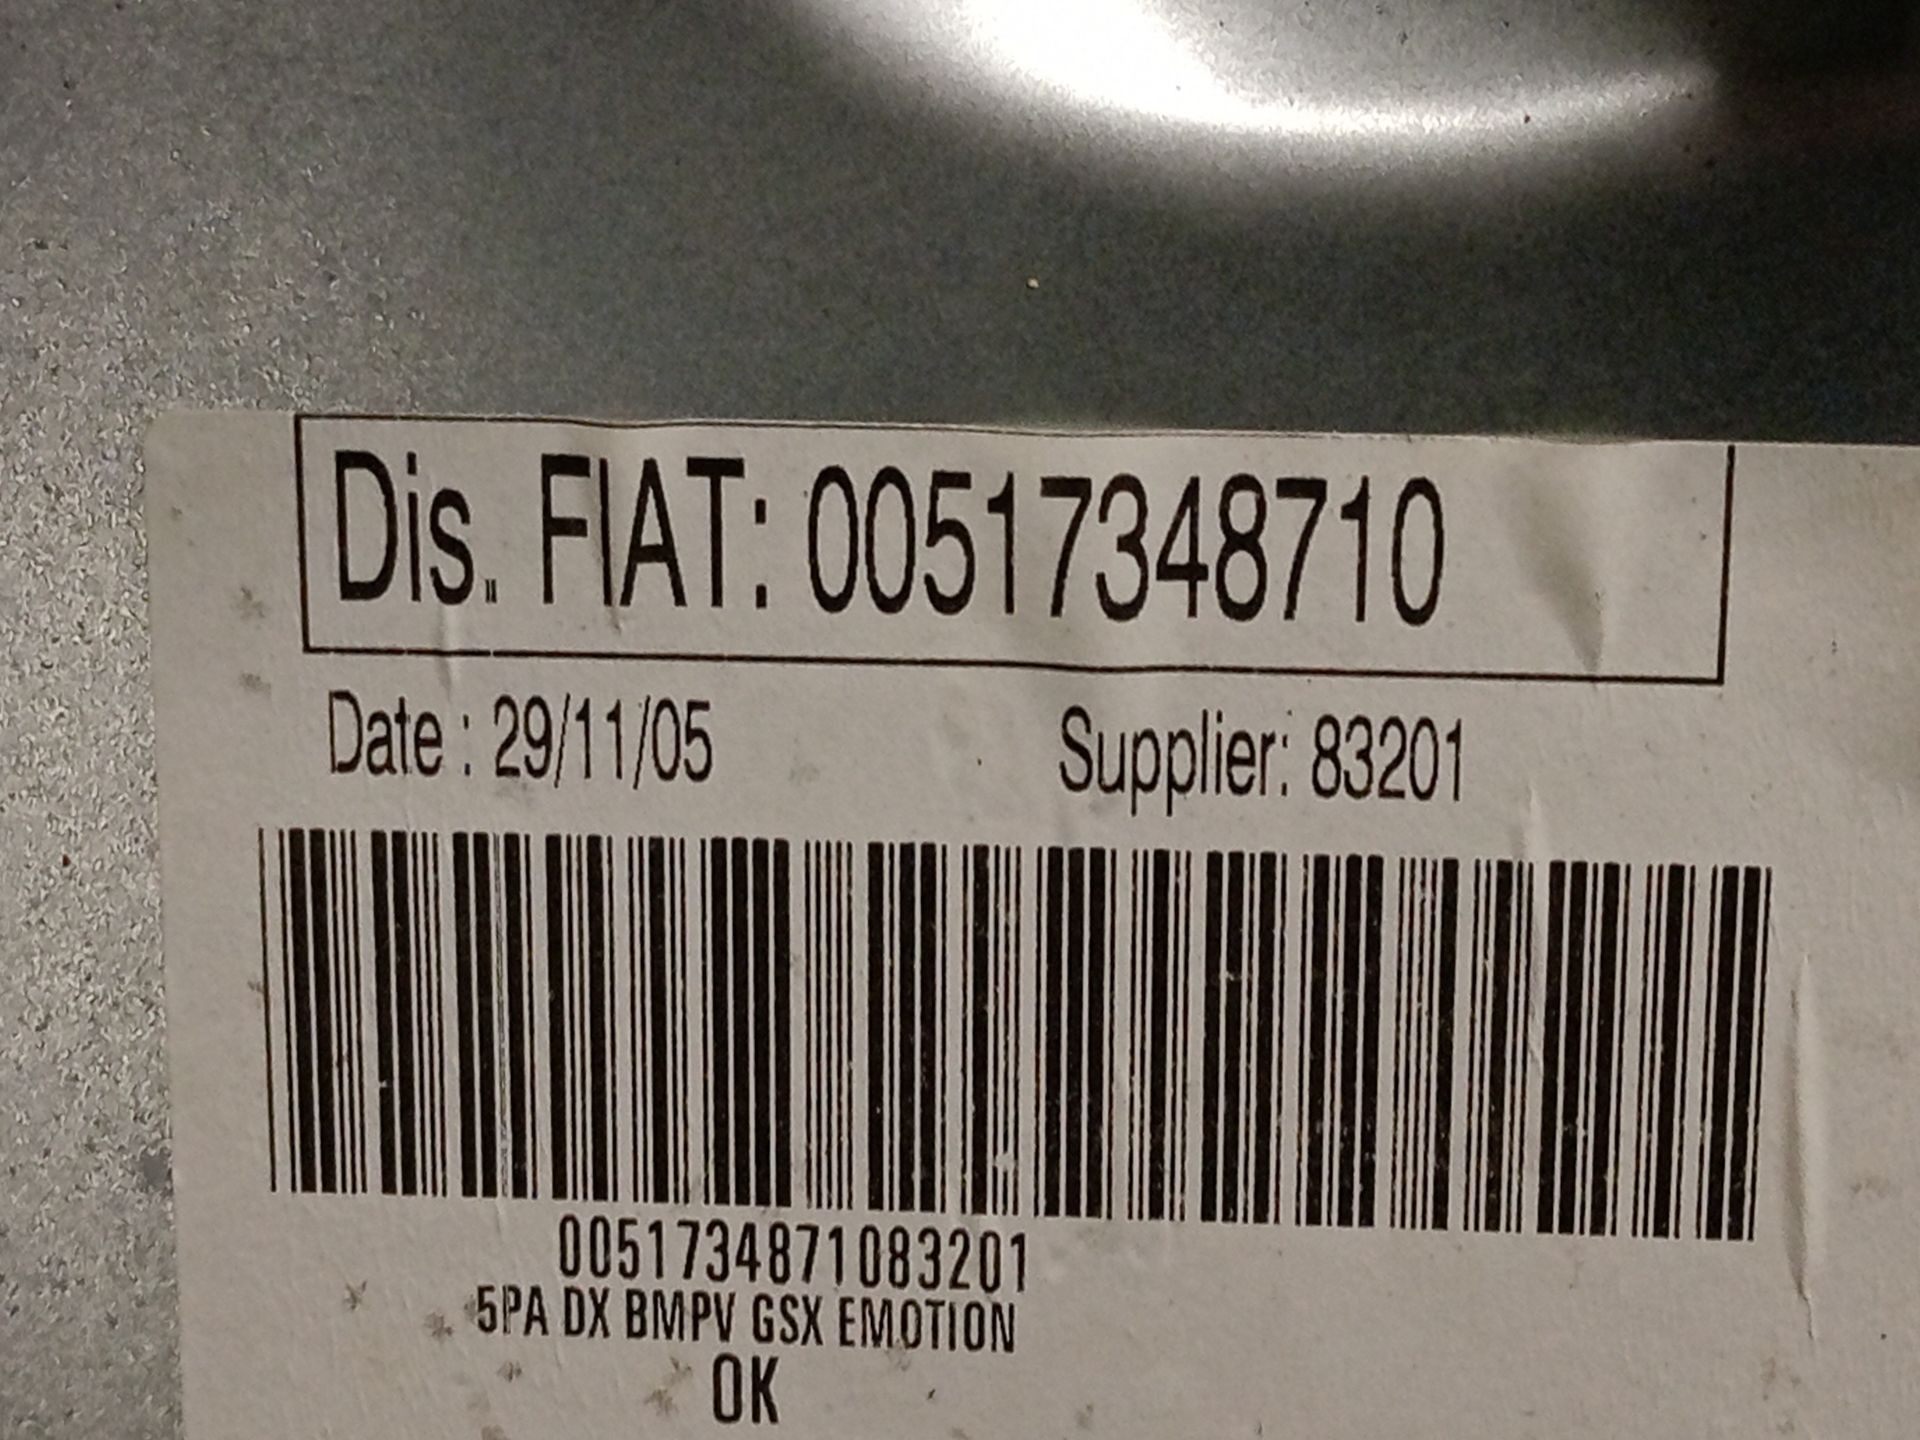 Dis. FIAT: 00517348710
Date : 29/11/05 Supplier: 83201
0051734871083201
5PA DX BMPV GSX EMOTION
OK